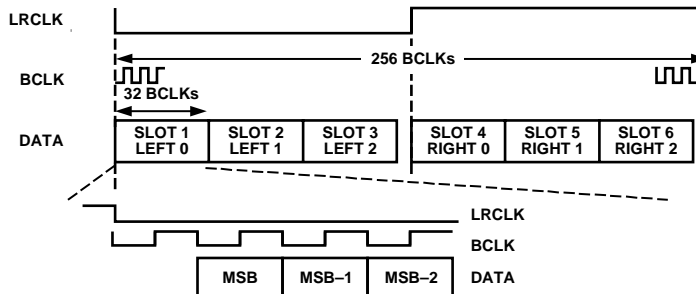 LRCLK
256 BCLKs
BCLK
32 BCLKs
DATA
SLOT 1 LEFT 0
SLOT 2 LEFT 1
SLOT 3 LEFT 2
SLOT 4 RIGHT 0
SLOT 5 RIGHT 1
SLOT 6 RIGHT 2
LRCLK
BCLK
MSB MSB–1 MSB–2 DATA